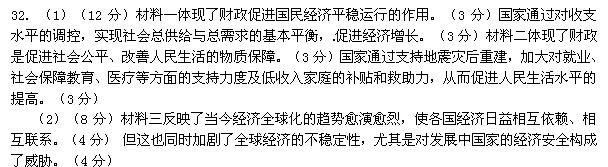 32. （1）（12 分）材料一体现了财政促进国民经济平稳运行的作用。（3 分）国家通过对收支
水平的调控，实现社会总供给与总需求的基本平衡，促进经济增长。（3 分）材料二体现了财政
是促进社会公平、改善人民生活的物质保障。（3 分）国家通过支持地震灾后重建，加大对就业、
社会保障教育、医疗等方面的支持力度及低收入家庭的补贴和救助力，从而促进人民生活水平的
提高。（3 分）
（2）（8 分）材料三反映了当今经济全球化的趋势愈演愈烈，使各国经济日益相互依赖、相
互联系。（4 分） 但这也同时加剧了全球经济的不稳定性，尤其是对发展中国家的经济安全构成
了威胁。（4 分）